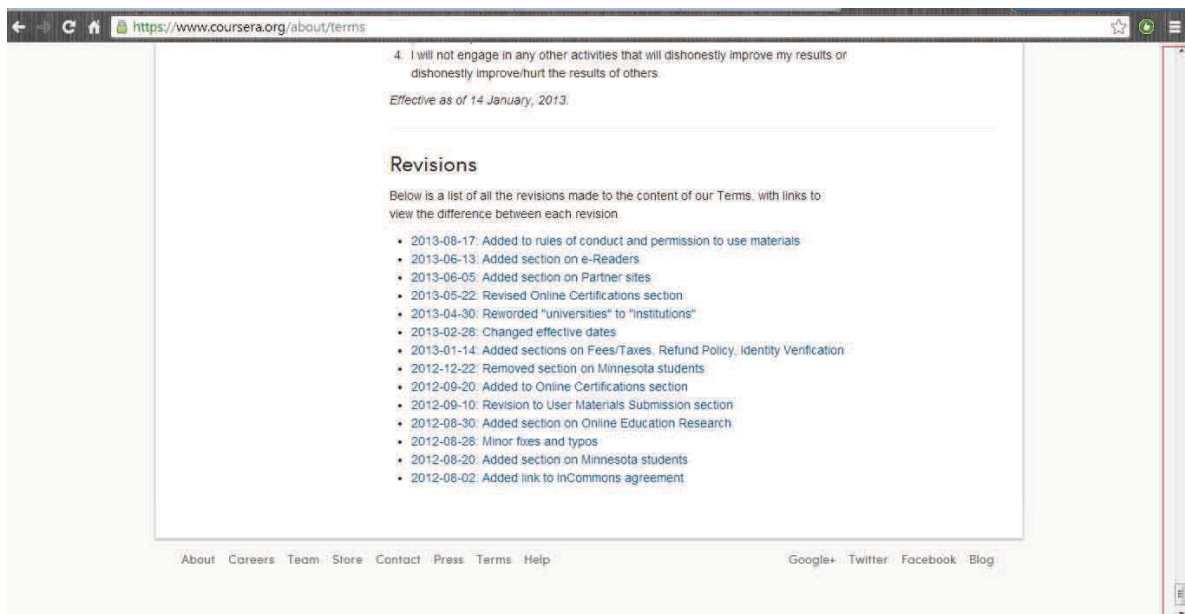 https://www.coursera.org/about/terms
4. I will not engage in any other activities that will dishonestly improve my results or
dishonestly improve/hurt the results of others.
Effective as of 14 January, 2013.
Revisions
Below is a list of all the revisions made to the content of our Terms, with links to
view the difference between each revision.
• 2013-08-17: Added to rules of conduct and permission to use materials
• 2013-06-13: Added section on e-Readers
• 2013-06-05: Added section on Partner sites
• 2013-05-22: Revised Online Certifications section
• 2013-04-30: Reworded "universities" to "institutions"
• 2013-02-28: Changed effective dates
• 2013-01-14: Added sections on Fees/Taxes, Refund Policy, Identity Verification
• 2012-12-22: Removed section on Minnesota students
• 2012-09-20: Added to Online Certifications section
• 2012-09-10: Revision to User Materials Submission section
• 2012-08-30: Added section on Online Education Research
• 2012-08-28: Minor fixes and typos
• 2012-08-20: Added section on Minnesota students
• 2012-08-02: Added link to InCommons agreement
About Careers Team Store Contact Press Terms Help Google+ Twitter Facebook Blog